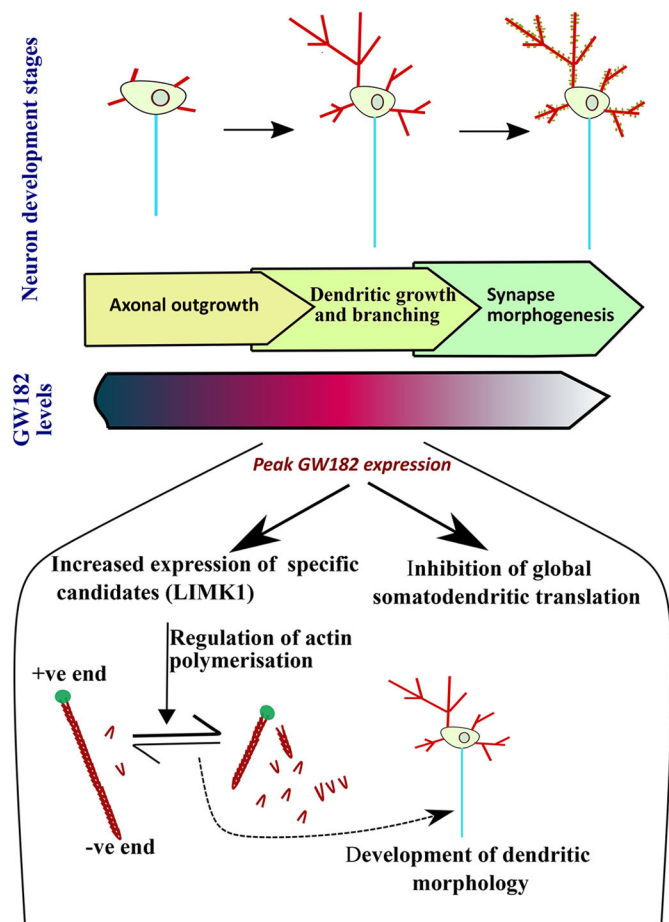 Neuron development stages
Axonal outgrowth
Dendritic growth
and branching
Synapse
morphogenesis
GW182
levels
Peak GW182 expression
Increased expression of specific
candidates (LIMK1)
Inhibition of global
somatodendritic translation
Regulation of actin
polymerisation
+ve end
-ve end
Development of dendritic
morphology